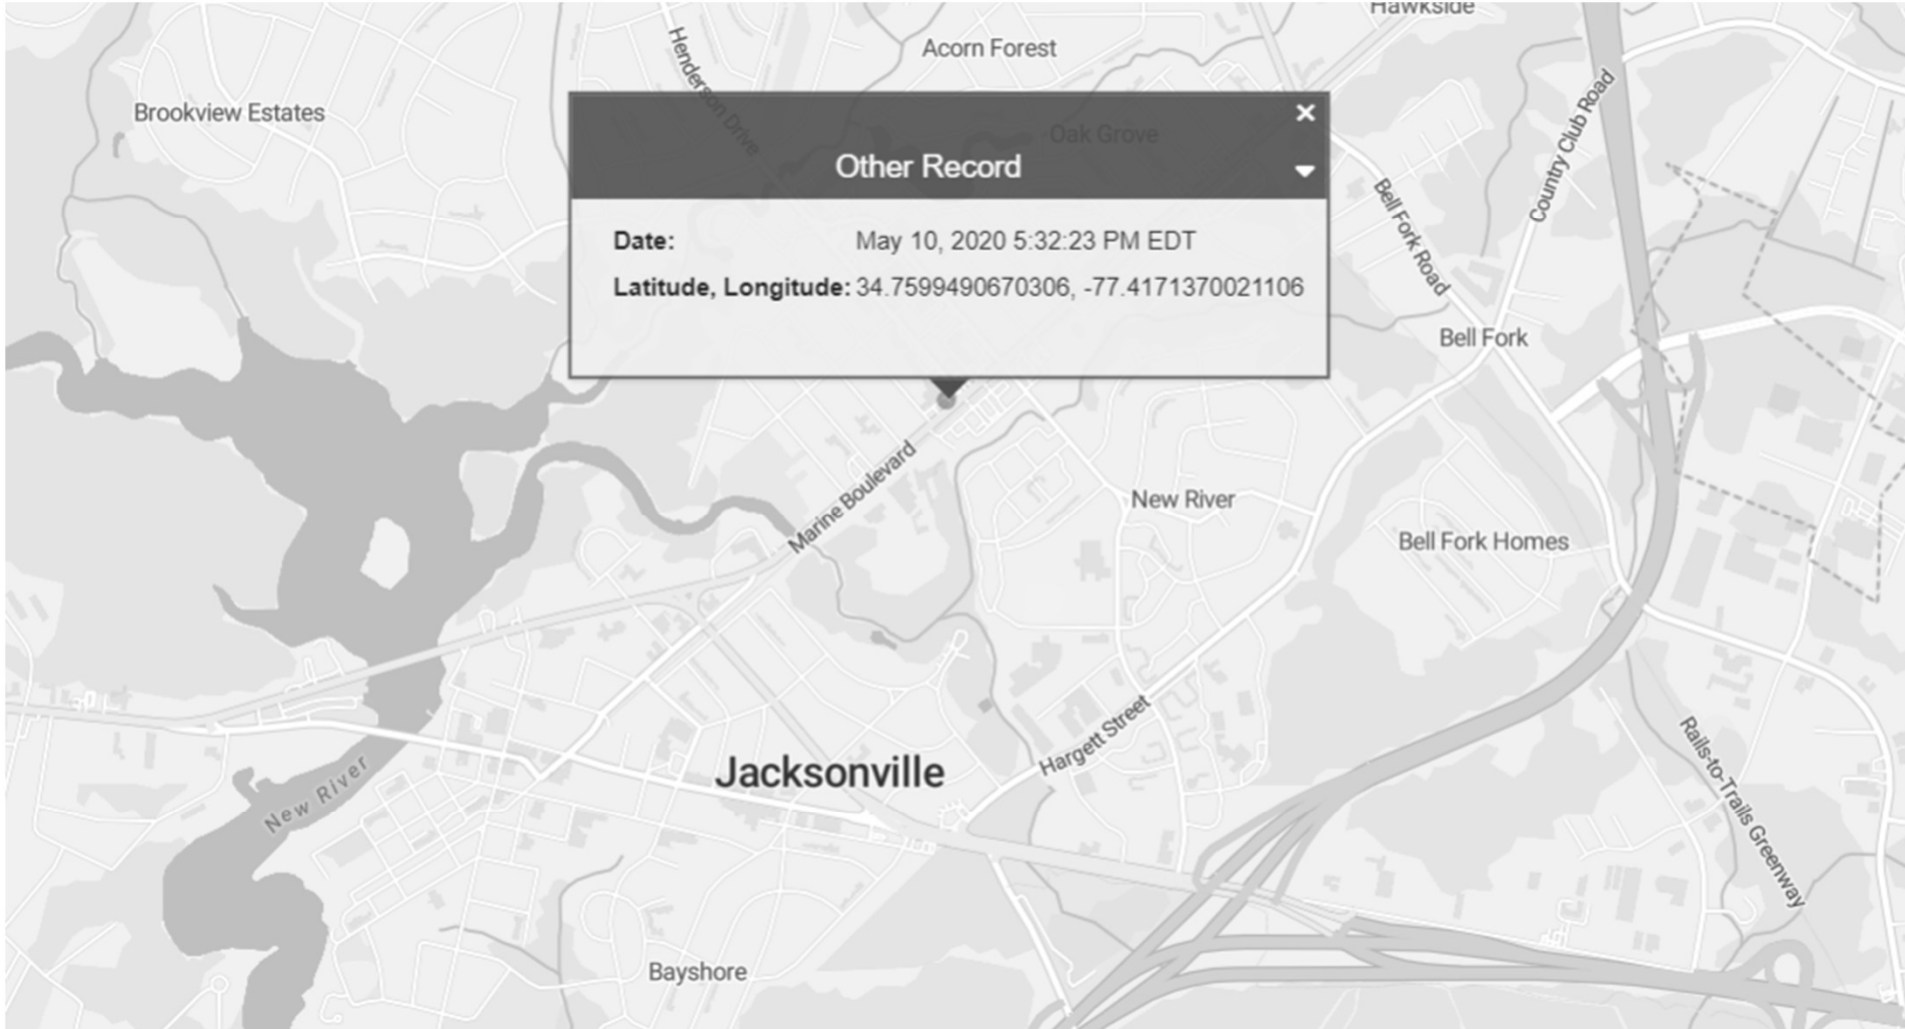 Hawkside
Acorn Forest
Henderson Drive
Brookview Estates
Country Club Road
Oak Grove
×
Other Record
Date: May 10, 2020 5:32:23 PM EDT
Latitude, Longitude: 34.7599490670306, -77.4171370021106
Bell Fork Road
Bell Fork
Marine Boulevard
New River
Bell Fork Homes
Hargett Street
Jacksonville
New River
Rails-to-Trails Greenway
Bayshore